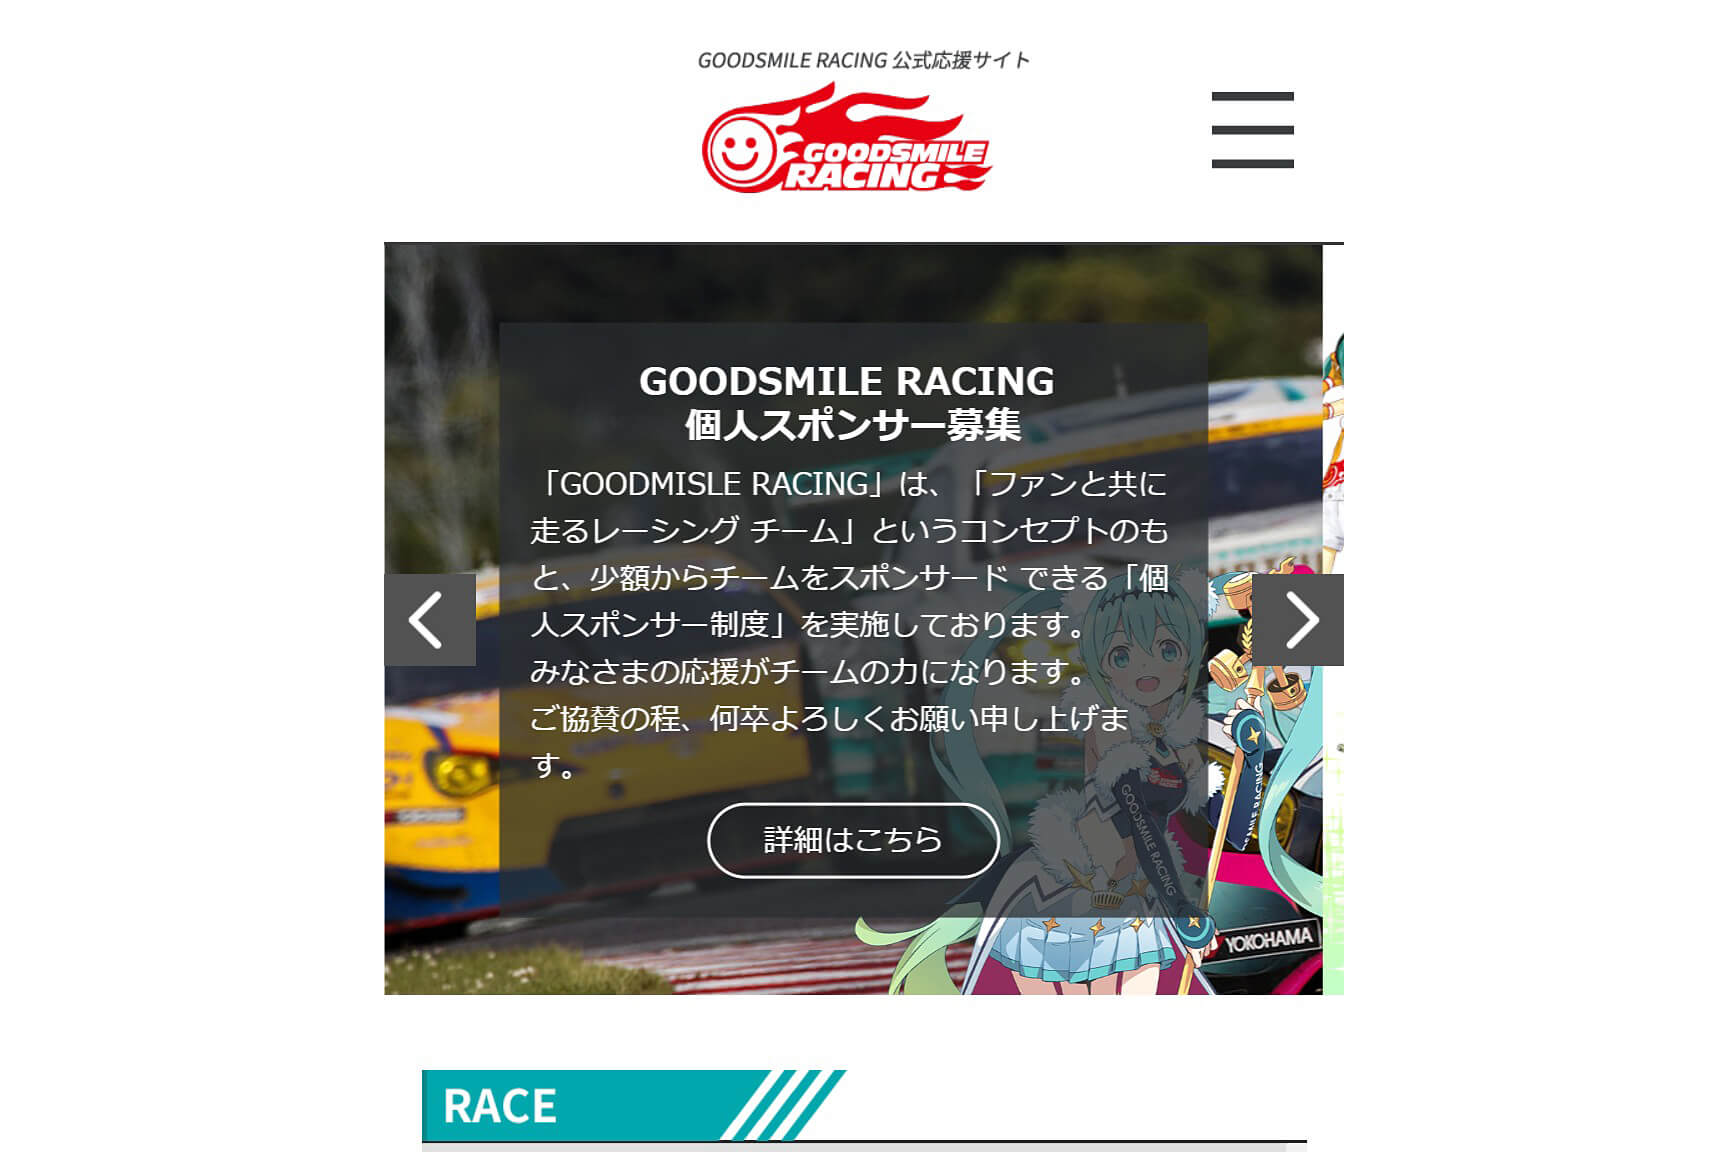 GOODSMILE RACING 公式応援サイト
GOODSMILE
RACING
GOODSMILE RACING
個人スポンサー募集
「GOODMISLE RACING」は、「ファンと共に
走るレーシング チーム」というコンセプトのも
と、少額からチームをスポンサード できる「個
人スポンサー制度」を実施しております。
みなさまの応援がチームの力になります。
ご協賛の程、何卒よろしくお願い申し上げま
す。
詳細はこちら
GOODSMILE RACING
YOKOHAMA
RACE